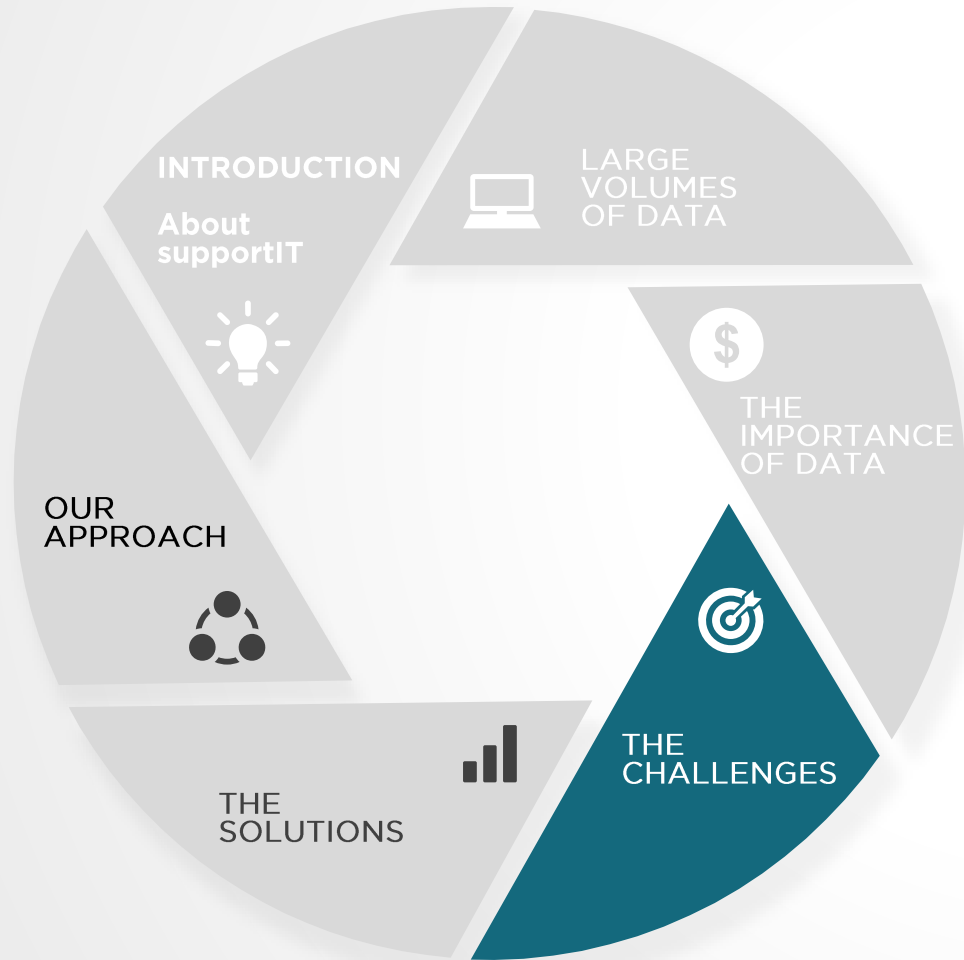 INTRODUCTION
About
supportIT
LARGE
VOLUMES
OF DATA
$
THE
IMPORTANCE
OF DATA
THE
CHALLENGES
THE
SOLUTIONS
OUR
APPROACH